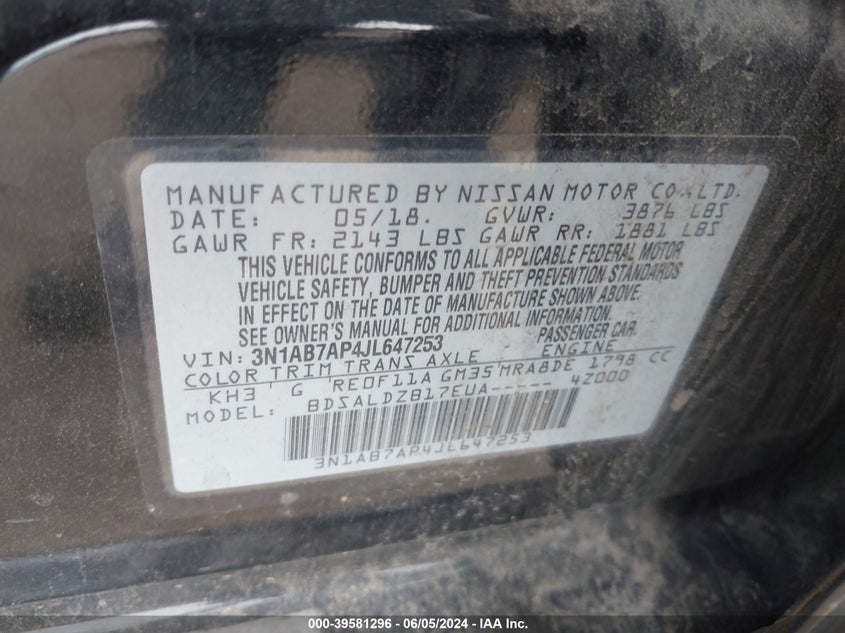 MANUFACTURED BY NISSAN MOTOR CO.,LTD.
DATE: 05/18. GVWR: 3876 LBS
GAWR FR: 2143 LBS GAWR RR: 1881 LBS
THIS VEHICLE CONFORMS TO ALL APPLICABLE FEDERAL MOTOR
VEHICLE SAFETY, BUMPER AND THEFT PREVENTION STANDARDS
IN EFFECT ON THE DATE OF MANUFACTURE SHOWN ABOVE.
SEE OWNER'S MANUAL FOR ADDITIONAL INFORMATION.
VIN: 3N1AB7AP4JL647253 PASSENGER CAR.
COLOR TRIM TRANS AXLE ENGINE
KH3 G RE0F11A GM35 MRA8DE 1798 CC
MODEL: BDSALDZB17EUA----- 4Z000
3N1AB7AP4JL647253
000-39581296 - 06/05/2024 - IAA Inc.